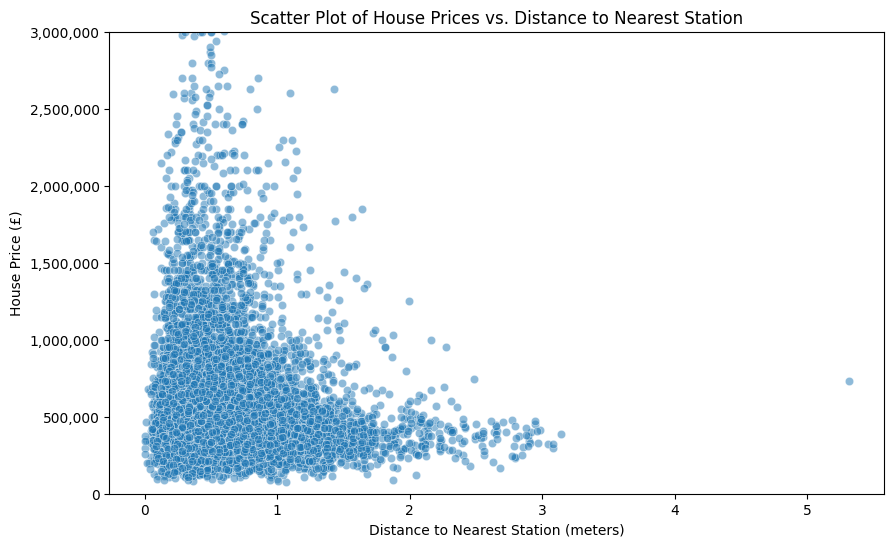 Scatter Plot of House Prices vs. Distance to Nearest Station
3,000,000
2,500,000
2,000,000
1,500,000
1,000,000
500,000
0
House Price (£)
0 1 2 3 4 5
Distance to Nearest Station (meters)